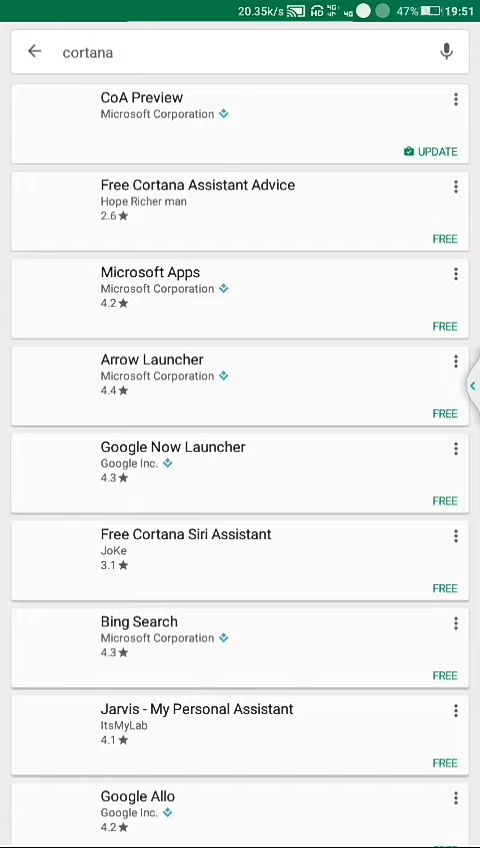 20.35k/s HD 4G 4G 47% 19:51
cortana
CoA Preview
Microsoft Corporation
UPDATE
Free Cortana Assistant Advice
Hope Richer man
2.6★
FREE
Microsoft Apps
Microsoft Corporation
4.2★
FREE
Arrow Launcher
Microsoft Corporation
4.4★
FREE
Google Now Launcher
Google Inc.
4.3★
FREE
Free Cortana Siri Assistant
JoKe
3.1★
FREE
Bing Search
Microsoft Corporation
4.3★
FREE
Jarvis - My Personal Assistant
ItsMyLab
4.1★
FREE
Google Allo
Google Inc.
4.2★